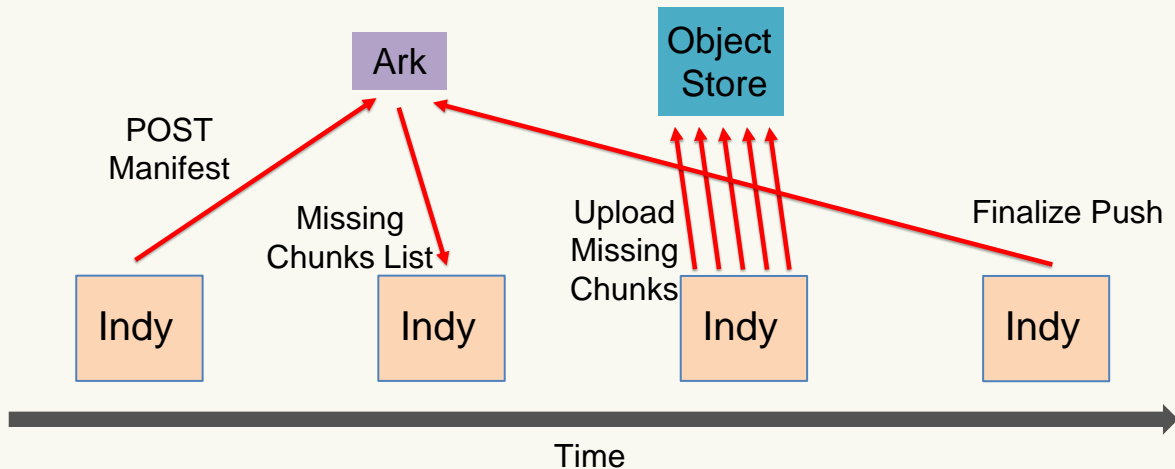 Ark
Object
Store
POST
Manifest
Missing
Chunks List
Upload
Missing
Chunks
Finalize Push
Indy
Indy
Indy
Indy
Time